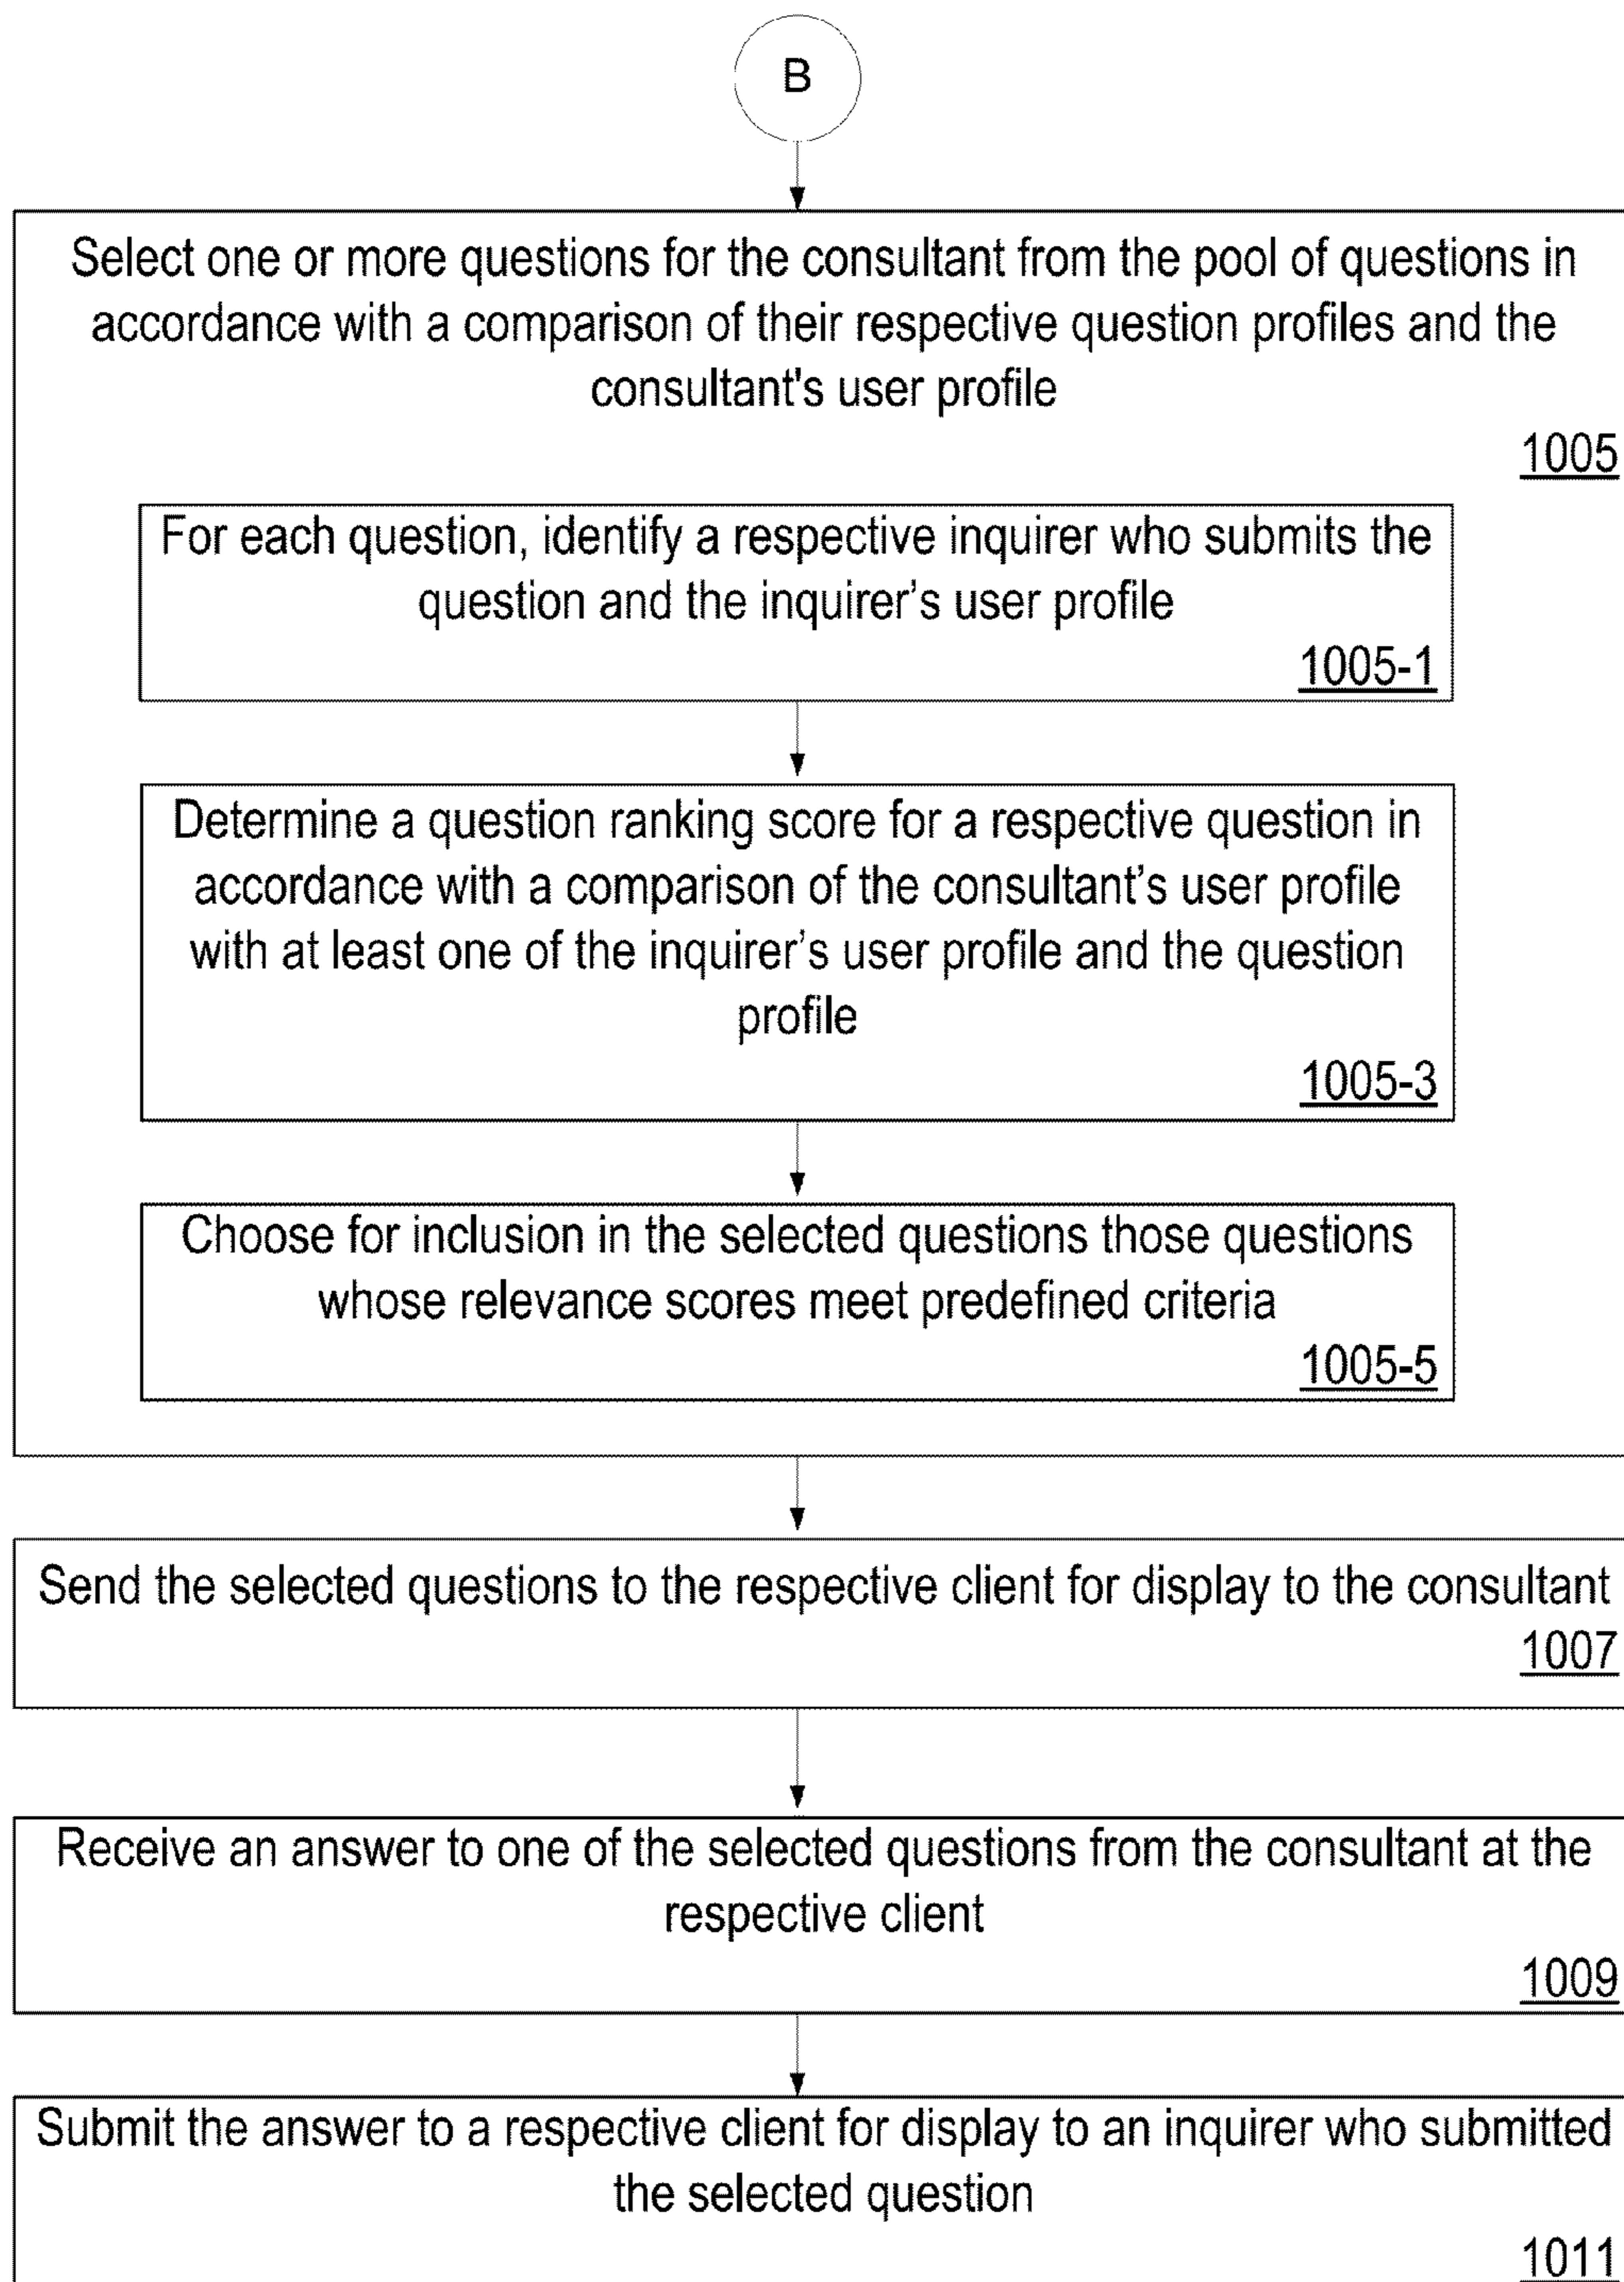 B
Select one or more questions for the consultant from the pool of questions in
accordance with a comparison of their respective question profiles and the
consultant's user profile
1005
For each question, identify a respective inquirer who submits the
question and the inquirer’s user profile
1005-1
Determine a question ranking score for a respective question in
accordance with a comparison of the consultant’s user profile
with at least one of the inquirer’s user profile and the question
profile
1005-3
Choose for inclusion in the selected questions those questions
whose relevance scores meet predefined criteria
1005-5
Send the selected questions to the respective client for display to the consultant
1007
Receive an answer to one of the selected questions from the consultant at the
respective client
1009
Submit the answer to a respective client for display to an inquirer who submitted
the selected question
1011